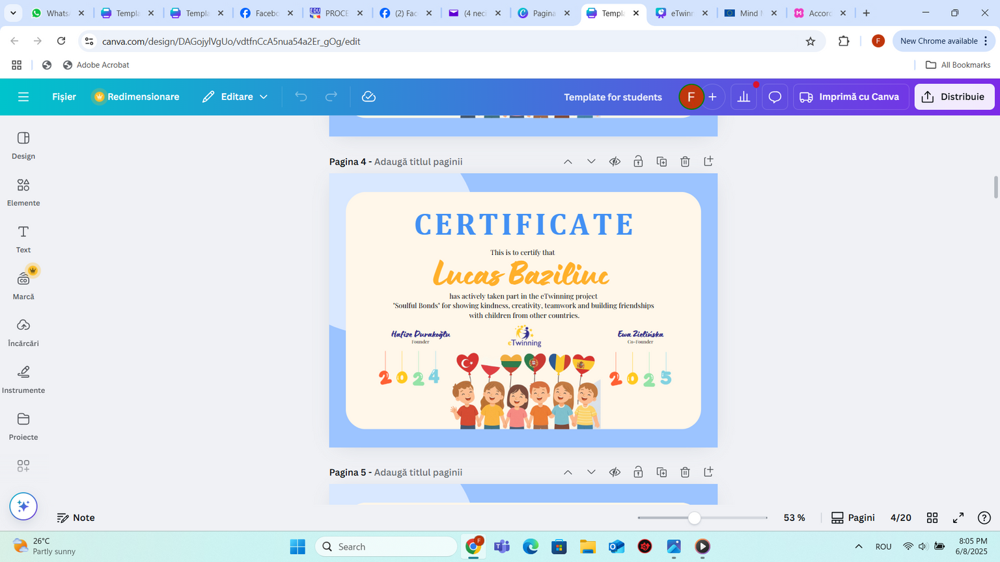 Whats
Templa
Templa
Facebo
PROCE
(2) Fac
(4 neci
Pagina
Templa
eTwinn
Mind
Accord
canva.com/design/DAGojylVgUo/vdtfnCcA5nua54a2Er_gOg/edit
F
New Chrome available
Adobe Acrobat
All Bookmarks
Fișier
Redimensionare
Editare
Template for students
F
Imprimă cu Canva
Distribuie
Design
Elemente
Text
Marcă
Încărcări
Instrumente
Proiecte
Pagina 4 - Adaugă titlul paginii
CERTIFICATE
This is to certify that
Lucas Baziliuc
has actively taken part in the eTwinning project
"Soulful Bonds" for showing kindness, creativity, teamwork and building friendships
with children from other countries.
Hafize Durakoğlu
Founder
eTwinning
Ewa Zielińska
Co-Founder
2024
2025
Pagina 5 - Adaugă titlul paginii
Note
53 %
Pagini
4/20
26°C
Partly sunny
Search
ROU
8:05 PM
6/8/2025